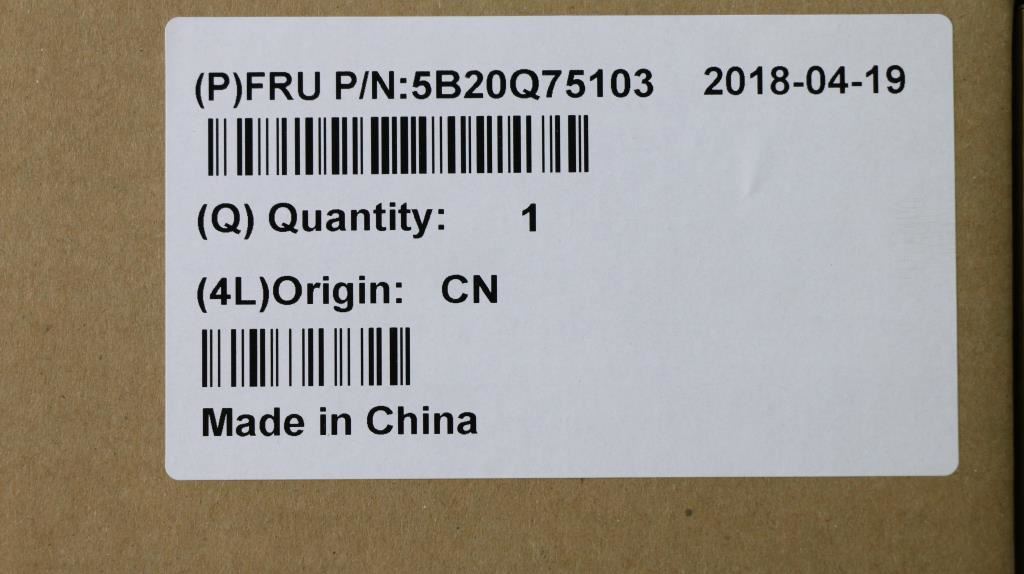 (P)FRU P/N:5B20Q75103 2018-04-19
(Q) Quantity: 1
(4L)Origin: CN
Made in China